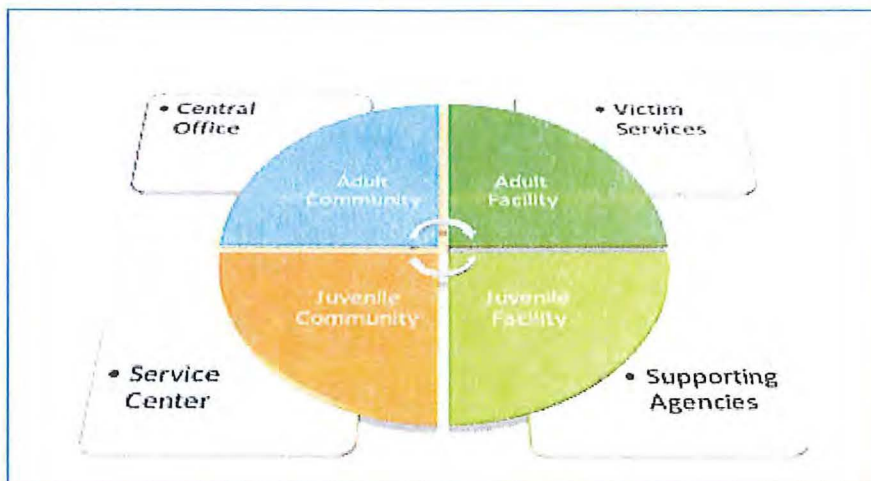 • Central
Office
• Victim
Services
Adult
Community
Adult
Facility
Juvenile
Community
Juvenile
Facility
• Service
Center
• Supporting
Agencies